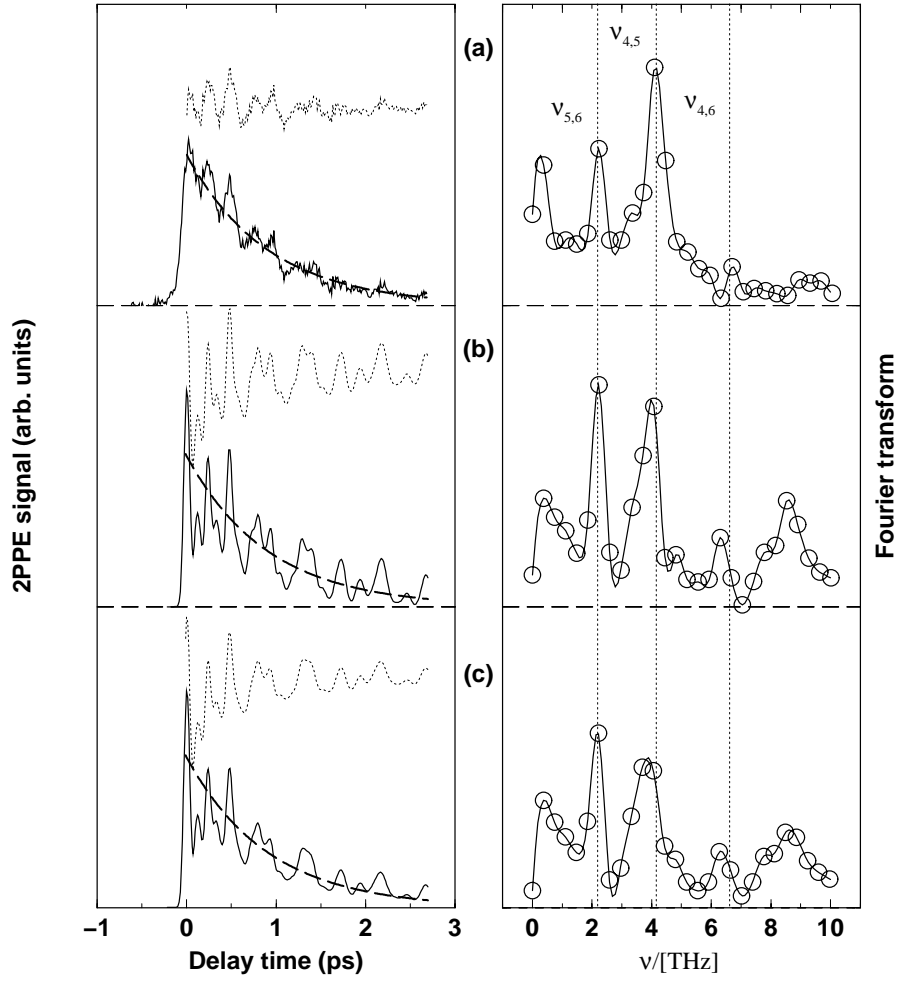 (a)
ν4,5
ν5,6
ν4,6
(b)
(c)
2PPE signal (arb. units)
Fourier transform
−1 0 1 2 3
0 2 4 6 8 10
Delay time (ps)
ν/[THz]